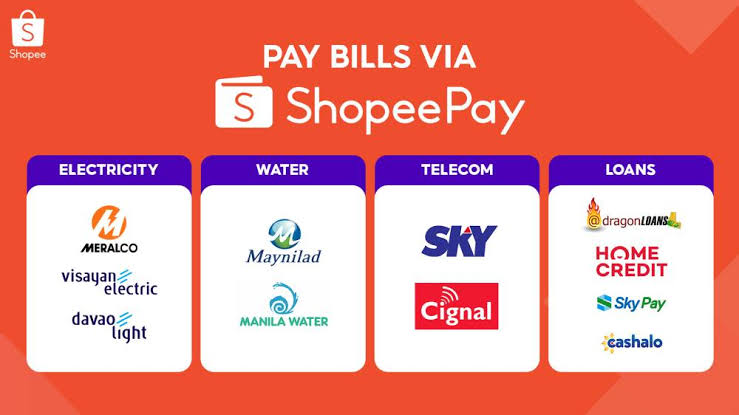 Shopee
PAY BILLS VIA
ShopeePay
ELECTRICITY
MERALCO
visayan electric
davao light
WATER
Maynilad
MANILA WATER
TELECOM
SKY
Cignal
LOANS
@dragonLOANS
HOME
CREDIT
SkyPay
cashalo